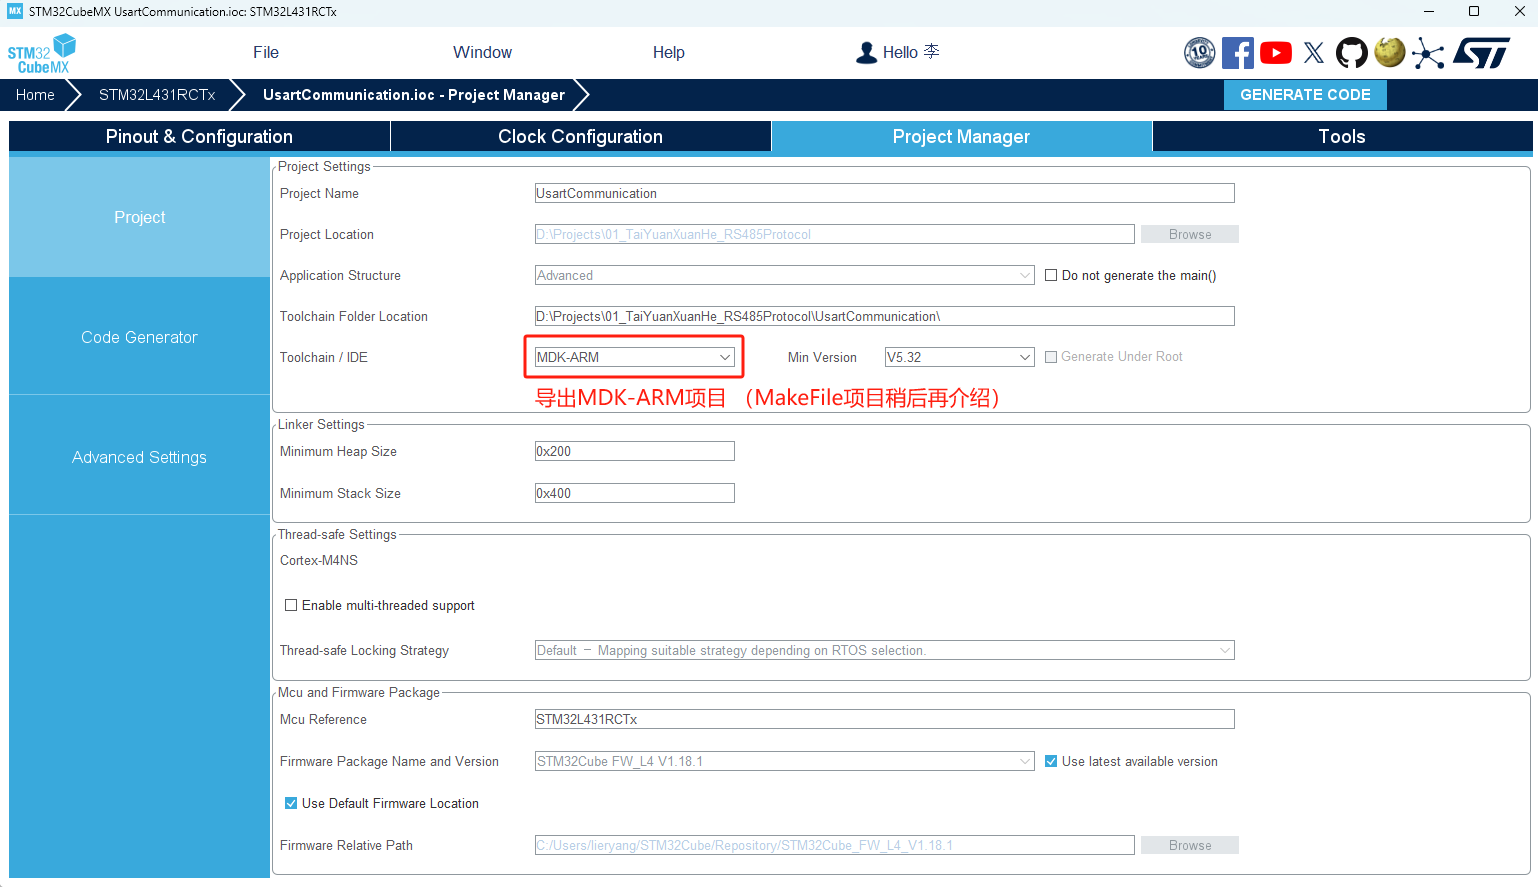 MX STM32CubeMX UsartCommunication.ioc: STM32L431RCTx
STM32 CubeMX
File Window Help Hello 李
10
Home STM32L431RCTx UsartCommunication.ioc - Project Manager GENERATE CODE
Pinout & Configuration Clock Configuration Project Manager Tools
Project
Code Generator
Advanced Settings
Project Settings
Project Name UsartCommunication
Project Location D:\Projects\01_TaiYuanXuanHe_RS485Protocol Browse
Application Structure Advanced Do not generate the main()
Toolchain Folder Location D:\Projects\01_TaiYuanXuanHe_RS485Protocol\UsartCommunication\
Toolchain / IDE MDK-ARM Min Version V5.32 Generate Under Root
导出MDK-ARM项目 （MakeFile项目稍后再介绍）
Linker Settings
Minimum Heap Size 0x200
Minimum Stack Size 0x400
Thread-safe Settings
Cortex-M4NS
Enable multi-threaded support
Thread-safe Locking Strategy Default － Mapping suitable strategy depending on RTOS selection.
Mcu and Firmware Package
Mcu Reference STM32L431RCTx
Firmware Package Name and Version STM32Cube FW_L4 V1.18.1 Use latest available version
Use Default Firmware Location
Firmware Relative Path C:/Users/lieryang/STM32Cube/Repository/STM32Cube_FW_L4_V1.18.1 Browse